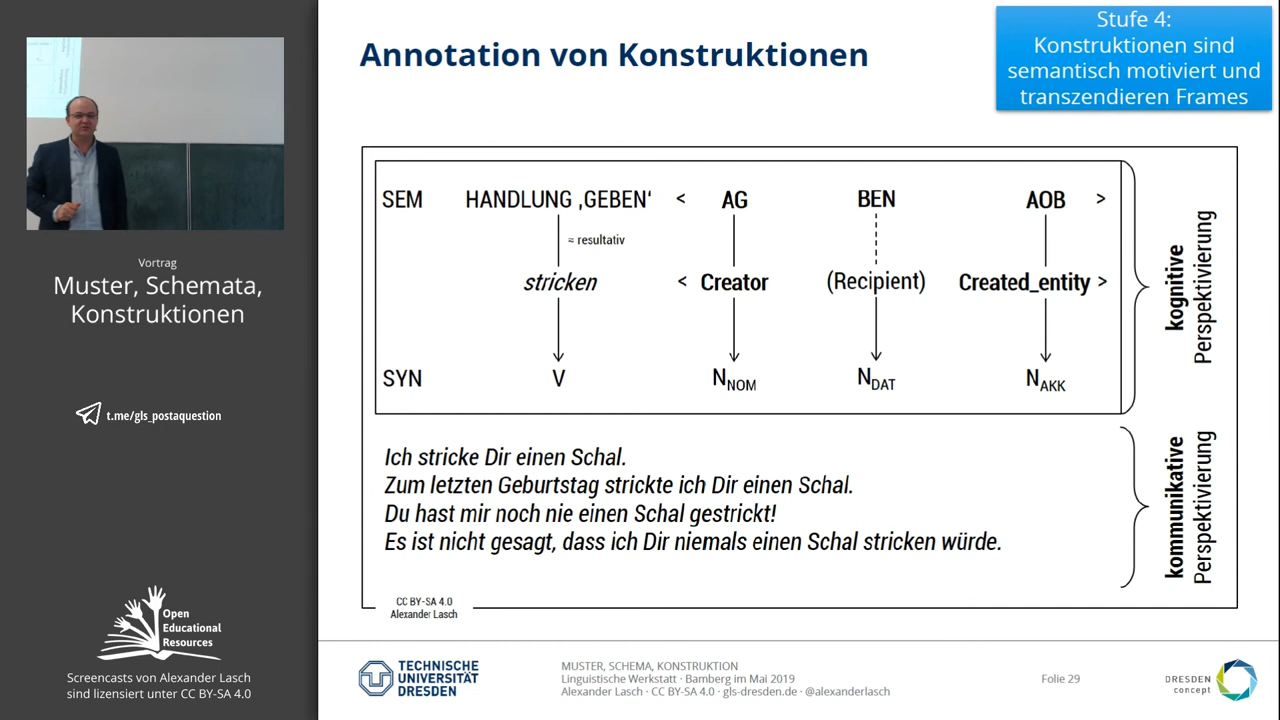 Vortrag
Muster, Schemata,
Konstruktionen
t.me/gls_postaquestion
Open
Educational
Resources
Screencasts von Alexander Lasch
sind lizensiert unter CC BY-SA 4.0
Annotation von Konstruktionen
Stufe 4:
Konstruktionen sind
semantisch motiviert und
transzendieren Frames
SEM HANDLUNG ‚GEBEN‘ < AG BEN AOB >
≈ resultativ
stricken < Creator (Recipient) Created_entity >
SYN V N_NOM N_DAT N_AKK
kognitive
Perspektivierung
Ich stricke Dir einen Schal.
Zum letzten Geburtstag strickte ich Dir einen Schal.
Du hast mir noch nie einen Schal gestrickt!
Es ist nicht gesagt, dass ich Dir niemals einen Schal stricken würde.
kommunikative
Perspektivierung
CC BY-SA 4.0
Alexander Lasch
TECHNISCHE
UNIVERSITÄT
DRESDEN
MUSTER, SCHEMA, KONSTRUKTION
Linguistische Werkstatt · Bamberg im Mai 2019
Alexander Lasch · CC BY-SA 4.0 · gls-dresden.de · @alexanderlasch
Folie 29
DRESDEN
concept